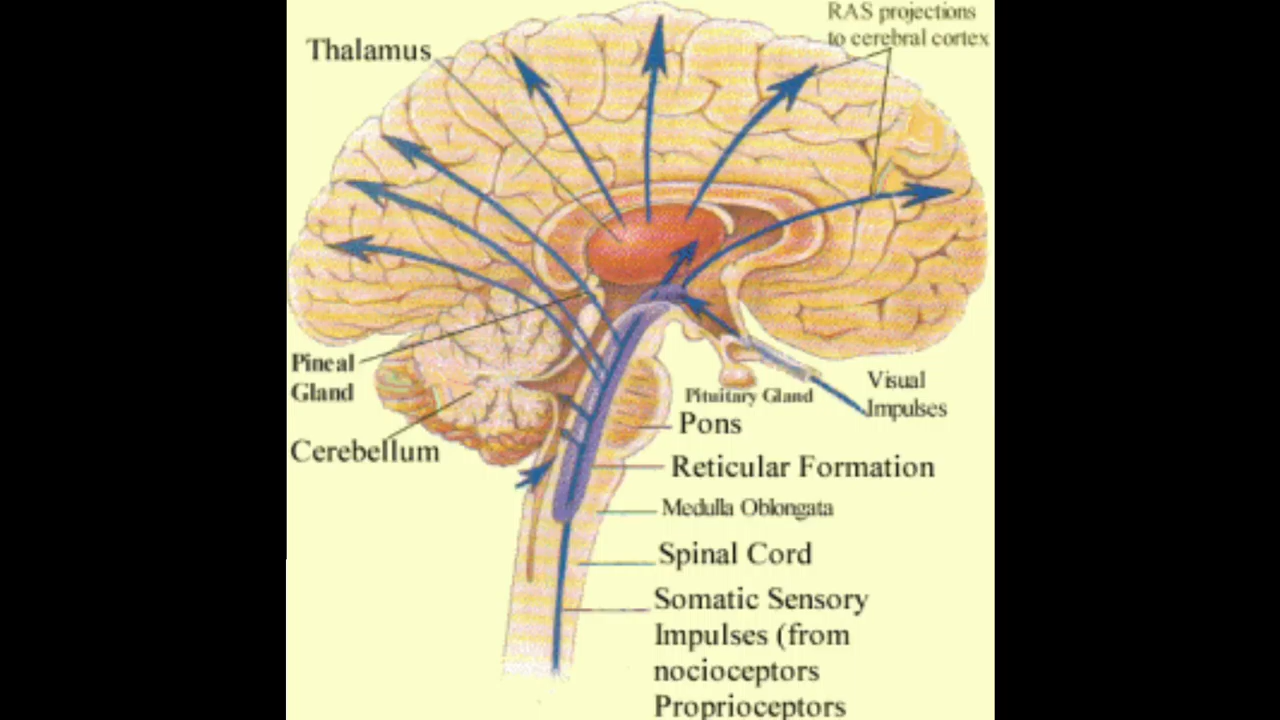 RAS projections
to cerebral cortex
Thalamus
Pineal
Gland
Cerebellum
Visual
Impulses
Pituitary Gland
Pons
Reticular Formation
Medulla Oblongata
Spinal Cord
Somatic Sensory
Impulses (from
nocioceptors
Proprioceptors